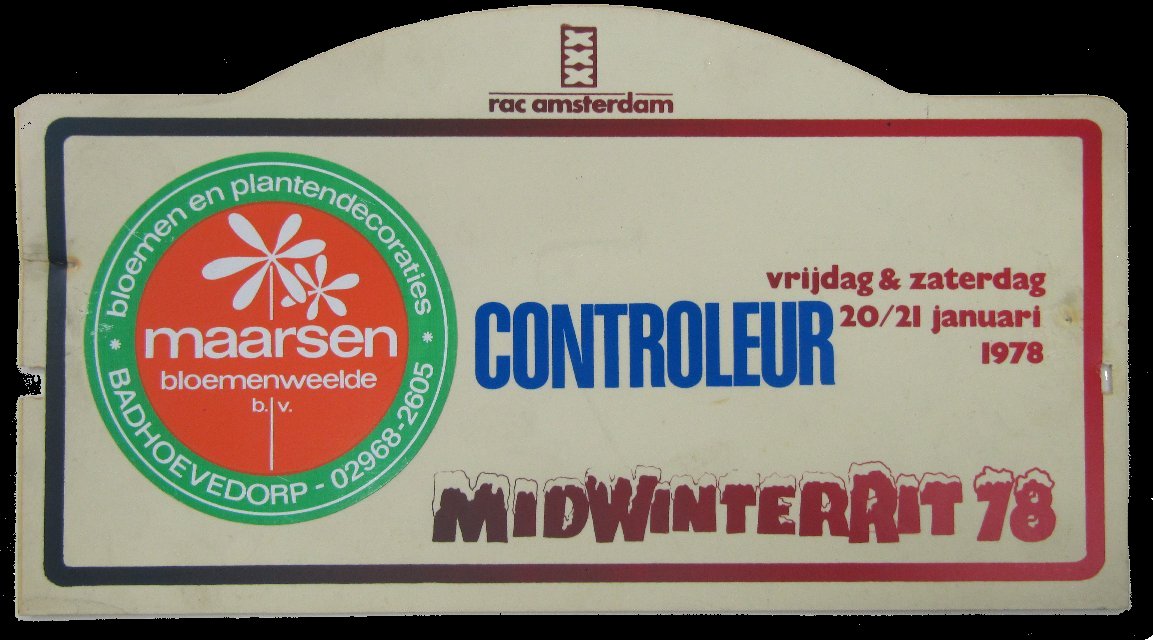 XXX
rac amsterdam
bloemen en plantendecoraties
maarsen
bloemenweelde
b. v.
* BADHOEVEDORP - 02968-2605 *
CONTROLEUR
vrijdag & zaterdag
20/21 januari
1978
MIDWINTERRIT 78